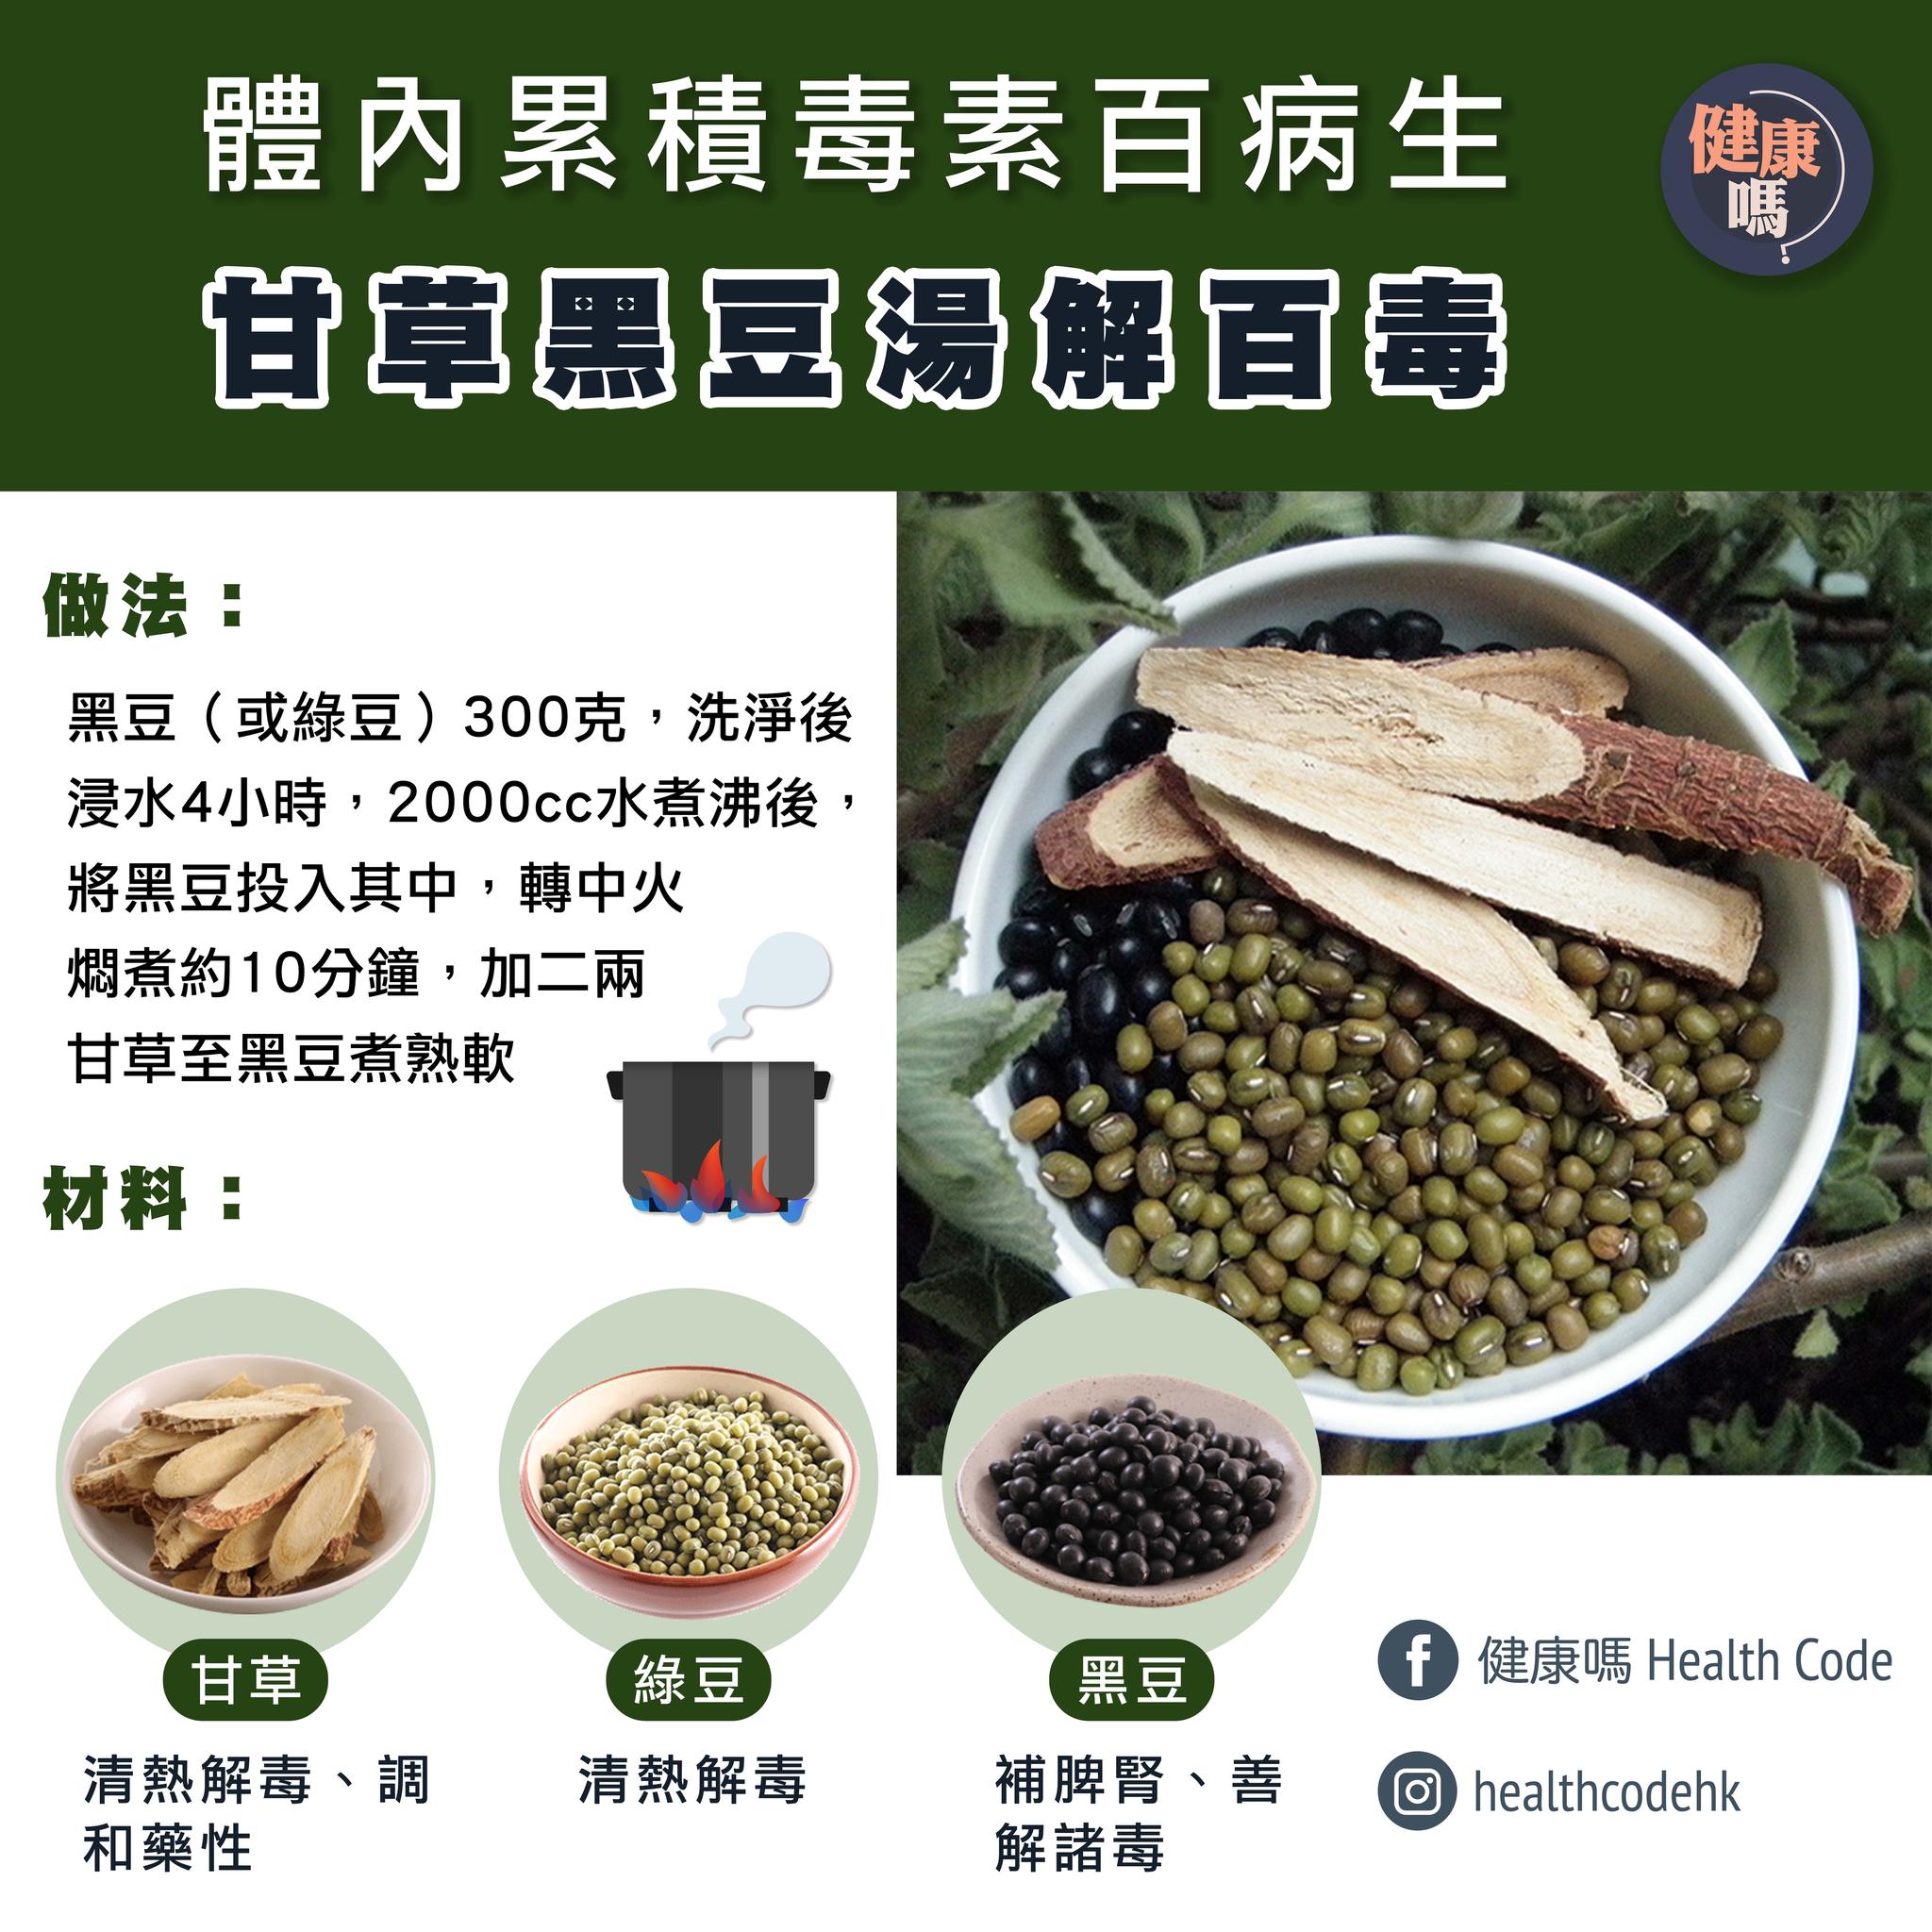 體內累積毒素百病生
健康
嗎?
甘草黑豆湯解百毒
做法：
黑豆（或綠豆）300克，洗淨後
浸水4小時，2000cc水煮沸後，
將黑豆投入其中，轉中火
燜煮約10分鐘，加二兩
甘草至黑豆煮熟軟
材料：
甘草
清熱解毒、調
和藥性
綠豆
清熱解毒
黑豆
補脾腎、善
解諸毒
健康嗎 Health Code
healthcodehk